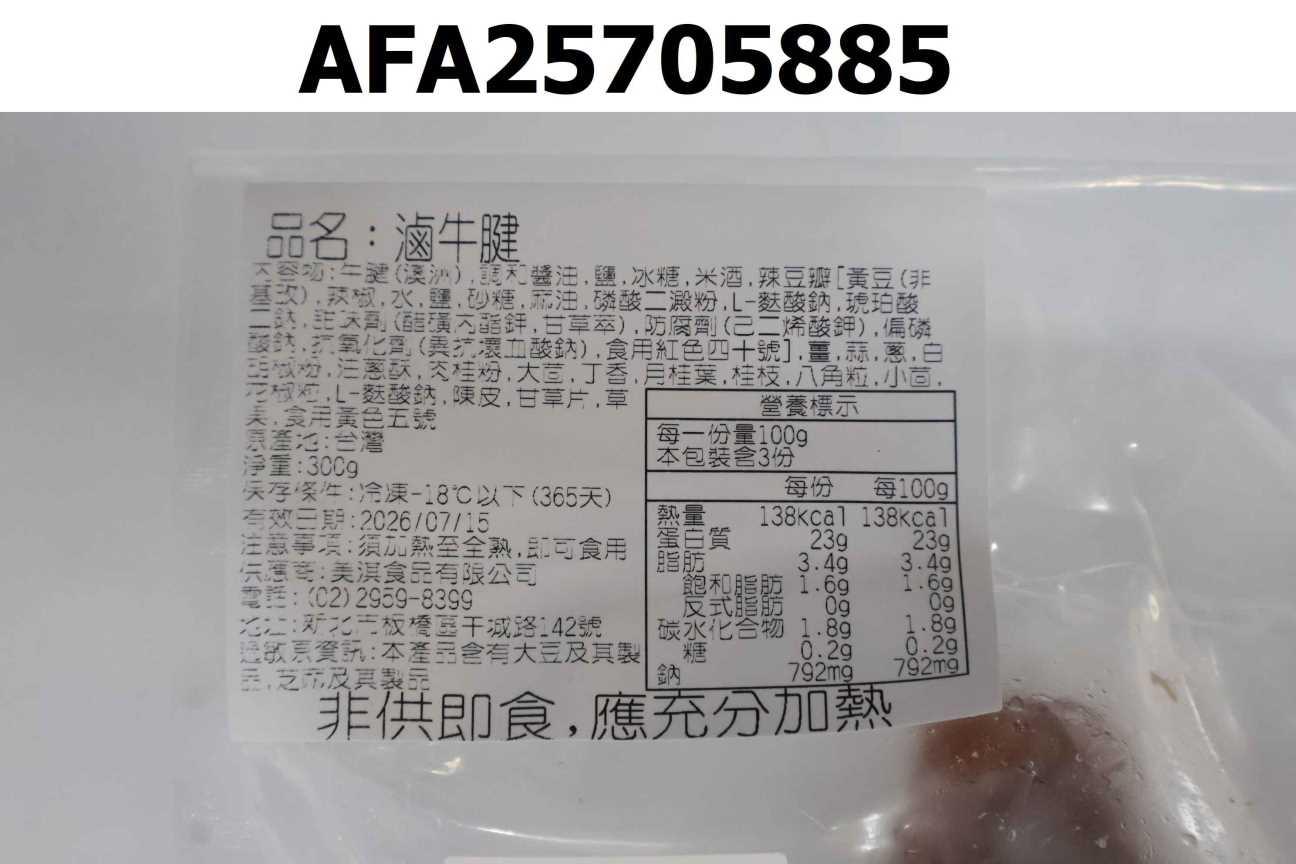 AFA25705885
品名：滷牛腱
內容物:牛腱(澳洲),調和醬油,鹽,冰糖,米酒,辣豆瓣[黃豆(非
基改),辣椒,水,鹽,砂糖,麻油,磷酸二澱粉,L-麩酸鈉,琥珀酸
二鈉,甜味劑(醋磺內酯鉀,甘草萃),防腐劑(己二烯酸鉀),偏磷
酸鈉,抗氧化劑(異抗壞血酸鈉),食用紅色四十號],薑,蒜,蔥,白
胡椒粉,油蔥酥,肉桂粉,大茴,丁香,月桂葉,桂枝,八角粒,小茴,
花椒粒,L-麩酸鈉,陳皮,甘草片,草
果,食用黃色五號
原產地:台灣
淨重:300g
保存條件:冷凍-18℃以下(365天)
有效日期:2026/07/15
注意事項:須加熱至全熟,即可食用
供應商:美淇食品有限公司
電話:(02)2959-8399
地址:新北市板橋區干城路142號
過敏原資訊:本產品含有大豆及其製
品,芝麻及其製品
營養標示
每一份量100g
本包裝含3份
每份 每100g
熱量 138kcal 138kcal
蛋白質 23g 23g
脂肪 3.4g 3.4g
飽和脂肪 1.6g 1.6g
反式脂肪 0g 0g
碳水化合物 1.8g 1.8g
糖 0.2g 0.2g
鈉 792mg 792mg
非供即食,應充分加熱